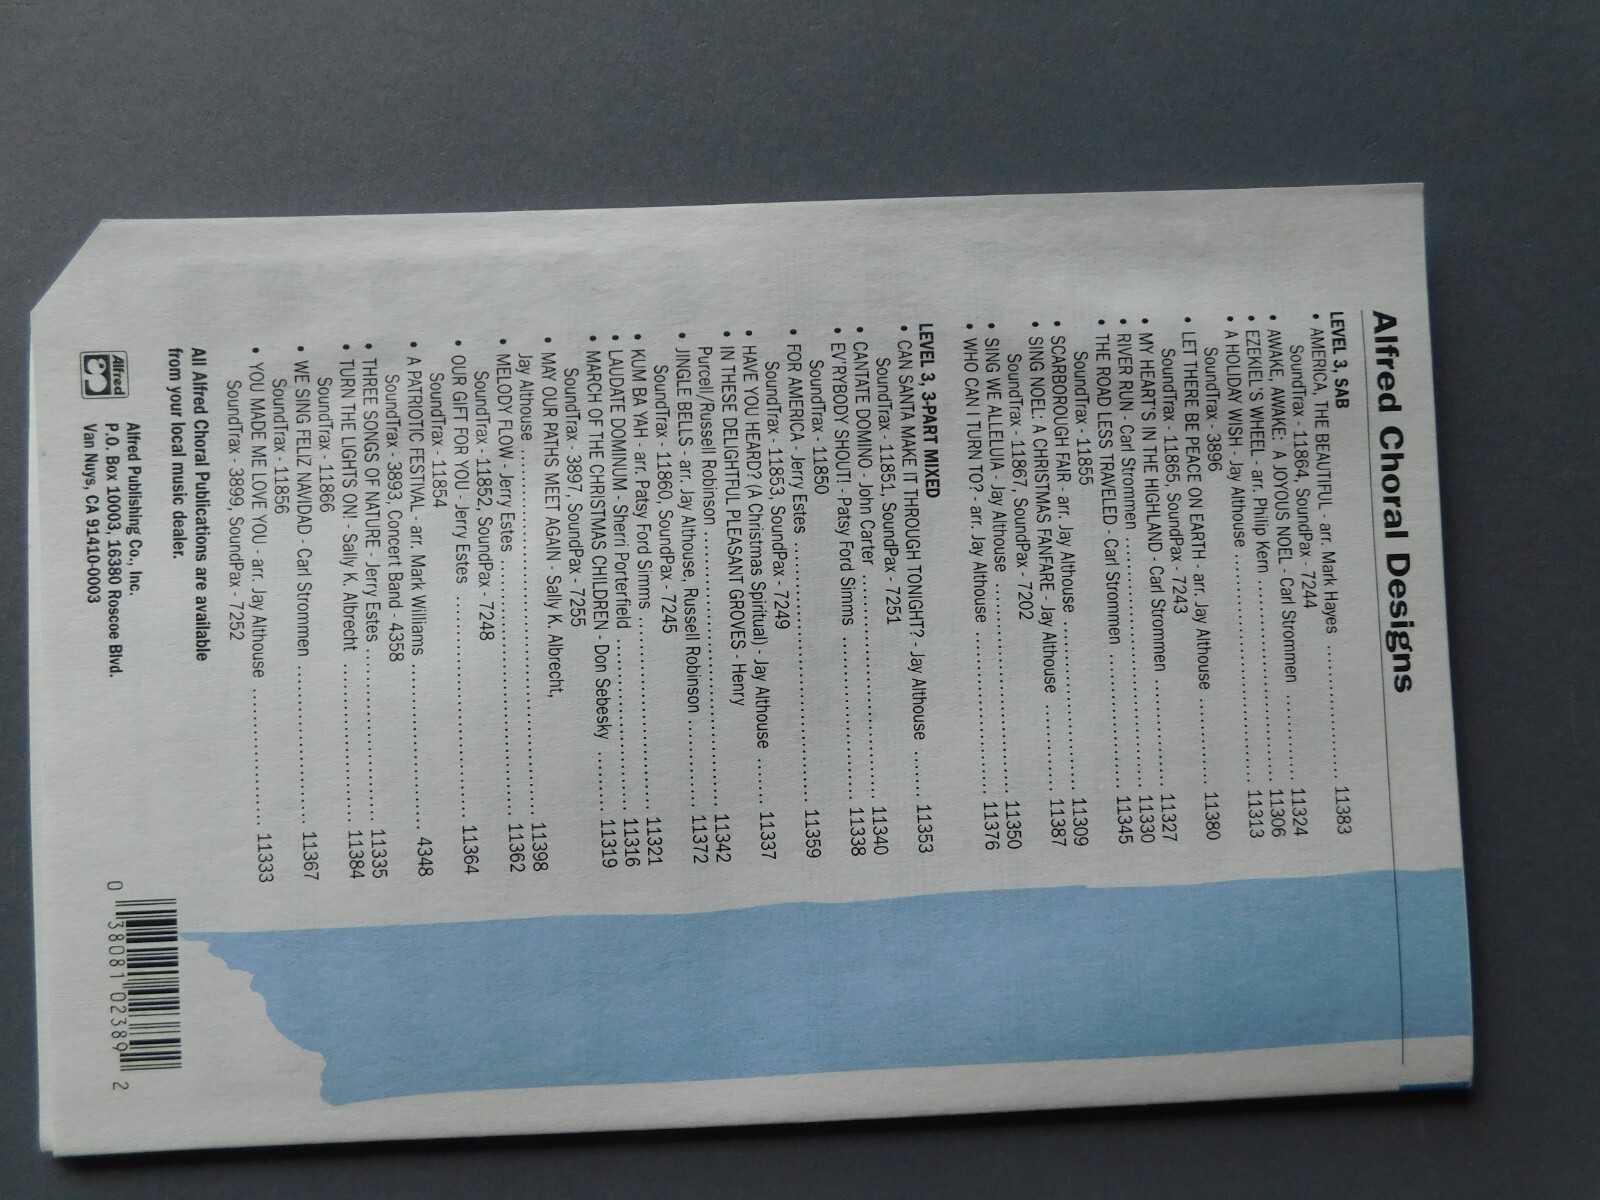 Alfred Choral Designs
LEVEL 3, SAB
• AMERICA, THE BEAUTIFUL - arr. Mark Hayes .................... 11383
SoundTrax - 11864, SoundPax - 7244
• AWAKE, AWAKE: A JOYOUS NOEL - Carl Strommen ............ 11324
• EZEKIEL'S WHEEL - arr. Philip Kern ............................ 11306
• A HOLIDAY WISH - Jay Althouse .................................. 11313
SoundTrax - 3896
• LET THERE BE PEACE ON EARTH - arr. Jay Althouse ............ 11380
SoundTrax - 11865, SoundPax - 7243
• MY HEART'S IN THE HIGHLAND - Carl Strommen .............. 11327
• RIVER RUN - Carl Strommen .................................... 11330
• THE ROAD LESS TRAVELED - Carl Strommen .................. 11345
SoundTrax - 11855
• SCARBOROUGH FAIR - arr. Jay Althouse ........................ 11309
• SING NOEL: A CHRISTMAS FANFARE - Jay Althouse ............ 11387
SoundTrax - 11867, SoundPax - 7202
• SING WE ALLELUIA - Jay Althouse .............................. 11350
• WHO CAN I TURN TO? - arr. Jay Althouse ...................... 11376
LEVEL 3, 3-PART MIXED
• CAN SANTA MAKE IT THROUGH TONIGHT? - Jay Althouse ...... 11353
SoundTrax - 11851, SoundPax - 7251
• CANTATE DOMINO - John Carter ................................ 11340
• EV'RYBODY SHOUT! - Patsy Ford Simms ........................ 11338
SoundTrax - 11850
• FOR AMERICA - Jerry Estes ...................................... 11359
SoundTrax - 11853, SoundPax - 7249
• HAVE YOU HEARD? (A Christmas Spiritual) - Jay Althouse ........ 11337
• IN THESE DELIGHTFUL PLEASANT GROVES - Henry
Purcell/Russell Robinson ........................................ 11342
• JINGLE BELLS - arr. Jay Althouse, Russell Robinson ............ 11372
SoundTrax - 11860, SoundPax - 7245
• KUM BA YAH - arr. Patsy Ford Simms .......................... 11321
• LAUDATE DOMINUM - Sherri Porterfield ........................ 11316
• MARCH OF THE CHRISTMAS CHILDREN - Don Sebesky .......... 11319
SoundTrax - 3897, SoundPax - 7255
• MAY OUR PATHS MEET AGAIN - Sally K. Albrecht,
Jay Althouse .................................................... 11398
• MELODY FLOW - Jerry Estes .................................... 11362
SoundTrax - 11852, SoundPax - 7248
• OUR GIFT FOR YOU - Jerry Estes ................................ 11364
SoundTrax - 11854
• A PATRIOTIC FESTIVAL - arr. Mark Williams .................... 4348
SoundTrax - 3893, Concert Band - 4358
• THREE SONGS OF NATURE - Jerry Estes ........................ 11335
• TURN THE LIGHTS ON! - Sally K. Albrecht ...................... 11384
SoundTrax - 11866
• WE SING FELIZ NAVIDAD - Carl Strommen .................... 11367
SoundTrax - 11856
• YOU MADE ME LOVE YOU - arr. Jay Althouse .................. 11333
SoundTrax - 3899, SoundPax - 7252
All Alfred Choral Publications are available
from your local music dealer.
Alfred
Alfred Publishing Co., Inc.
P.O. Box 10003, 16380 Roscoe Blvd.
Van Nuys, CA 91410-0003
0 38081 02389 2